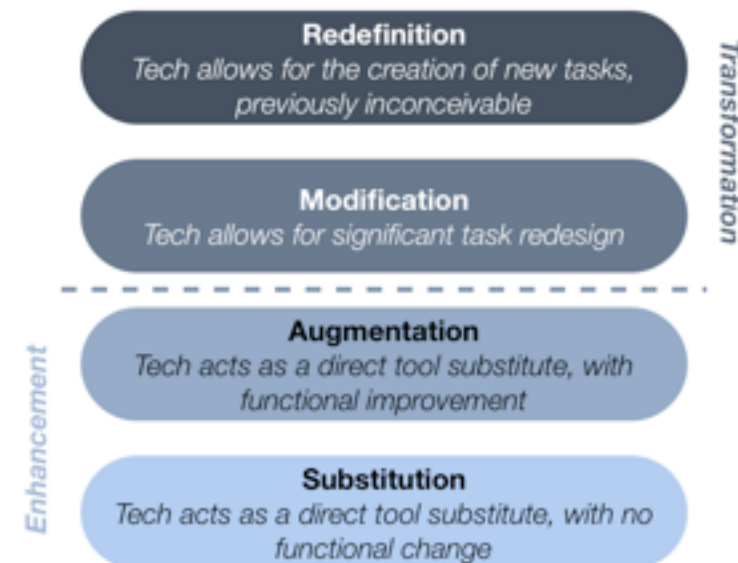 Redefinition
Tech allows for the creation of new tasks,
previously inconceivable
Transformation
Modification
Tech allows for significant task redesign
Augmentation
Tech acts as a direct tool substitute, with
functional improvement
Enhancement
Substitution
Tech acts as a direct tool substitute, with no
functional change